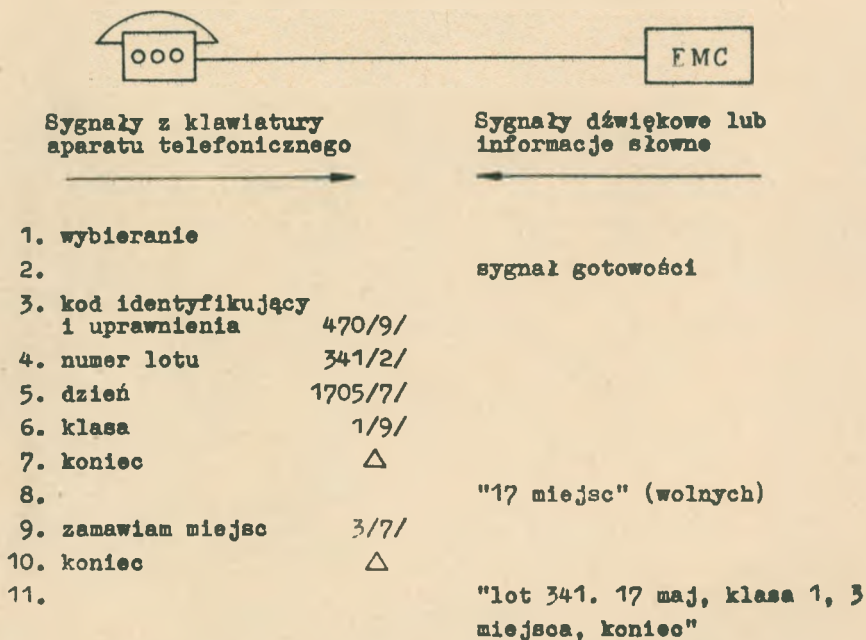 ooo EMC
Sygnały z klawiatury Sygnały dźwiękowe lub
aparatu telefonicznego informacje słowne
1. wybieranie
2. sygnał gotowości
3. kod identyfikujący
i uprawnienia 470/9/
4. numer lotu 341/2/
5. dzień 1705/7/
6. klasa 1/9/
7. koniec △
8. "17 miejsc" (wolnych)
9. zamawiam miejsc 3/7/
10. koniec △
11. "lot 341. 17 maj, klasa 1, 3
miejsca, koniec"